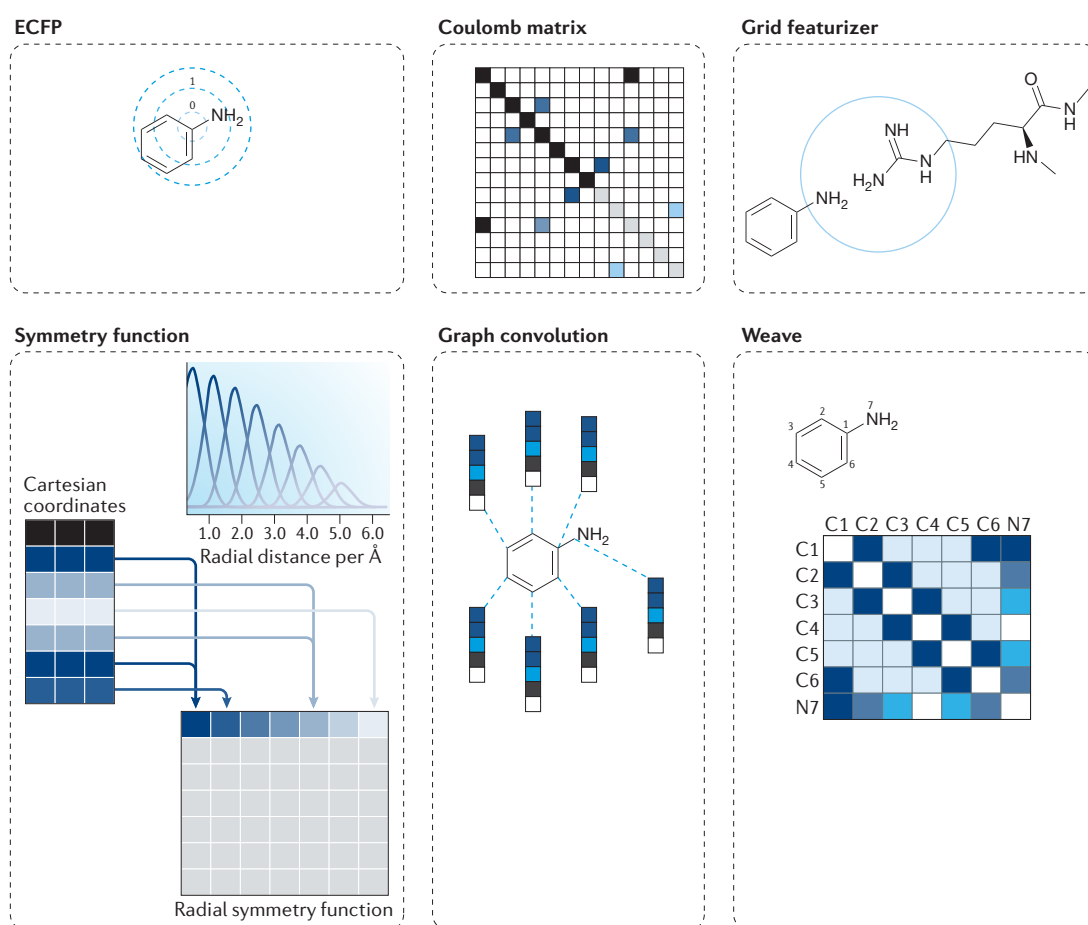 ECFP
1
0
NH2
Coulomb matrix
Grid featurizer
O
N
H
NH
HN
H2N
N
H
NH2
Symmetry function
Cartesian
coordinates
1.0 2.0 3.0 4.0 5.0 6.0
Radial distance per Å
Radial symmetry function
Graph convolution
NH2
Weave
7
2
1
NH2
3
4
6
5
C1 C2 C3 C4 C5 C6 N7
C1
C2
C3
C4
C5
C6
N7